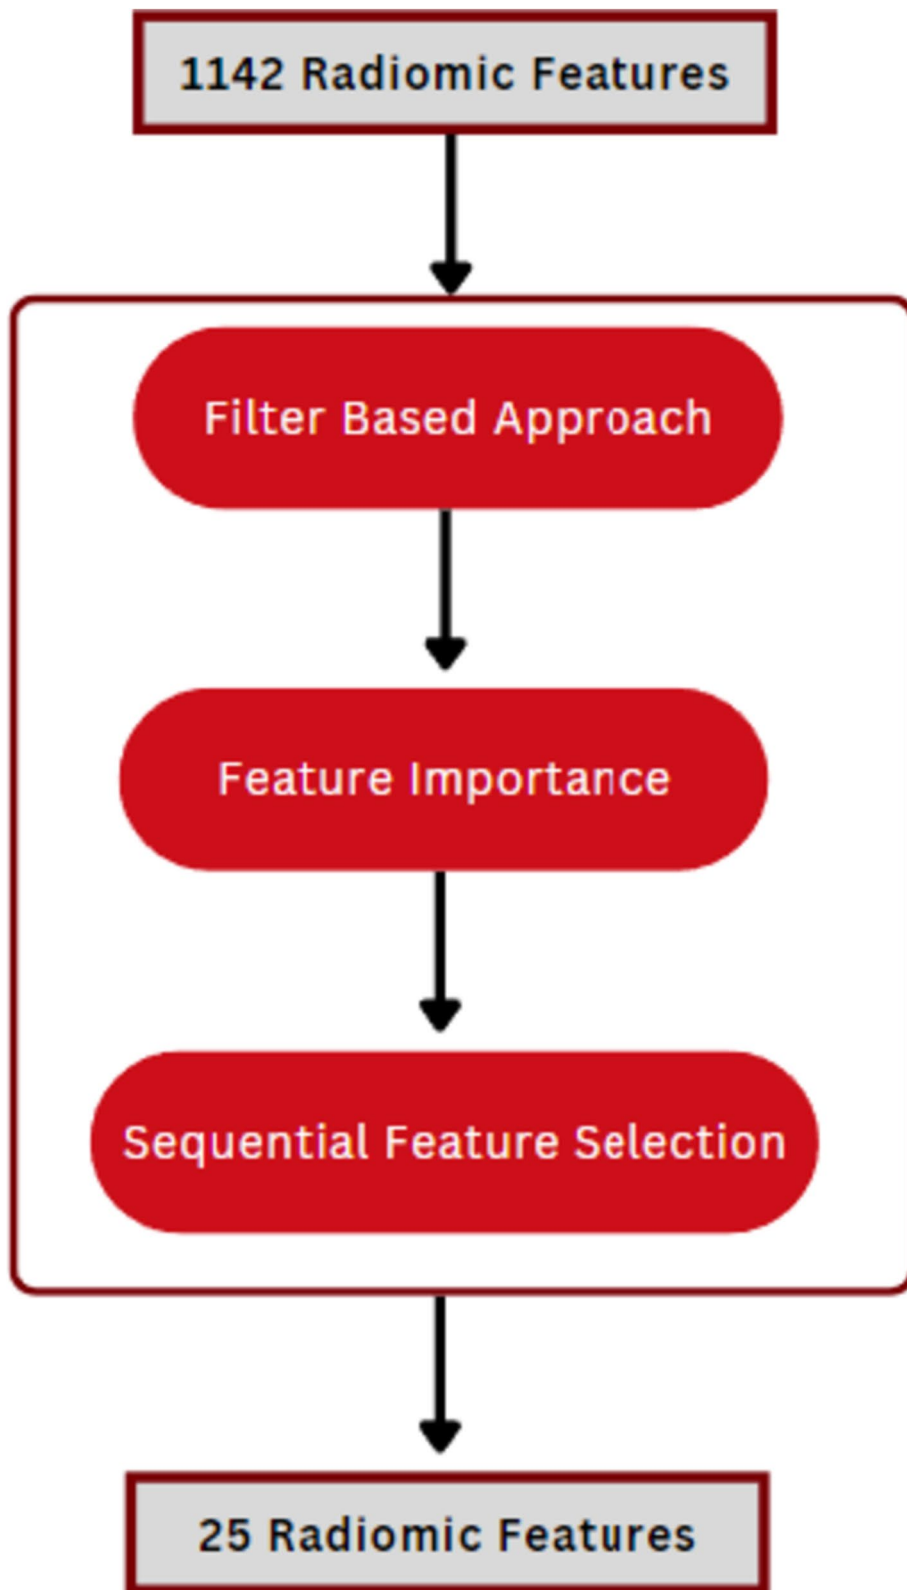 1142 Radiomic Features
Filter Based Approach
Feature Importance
Sequential Feature Selection
25 Radiomic Features